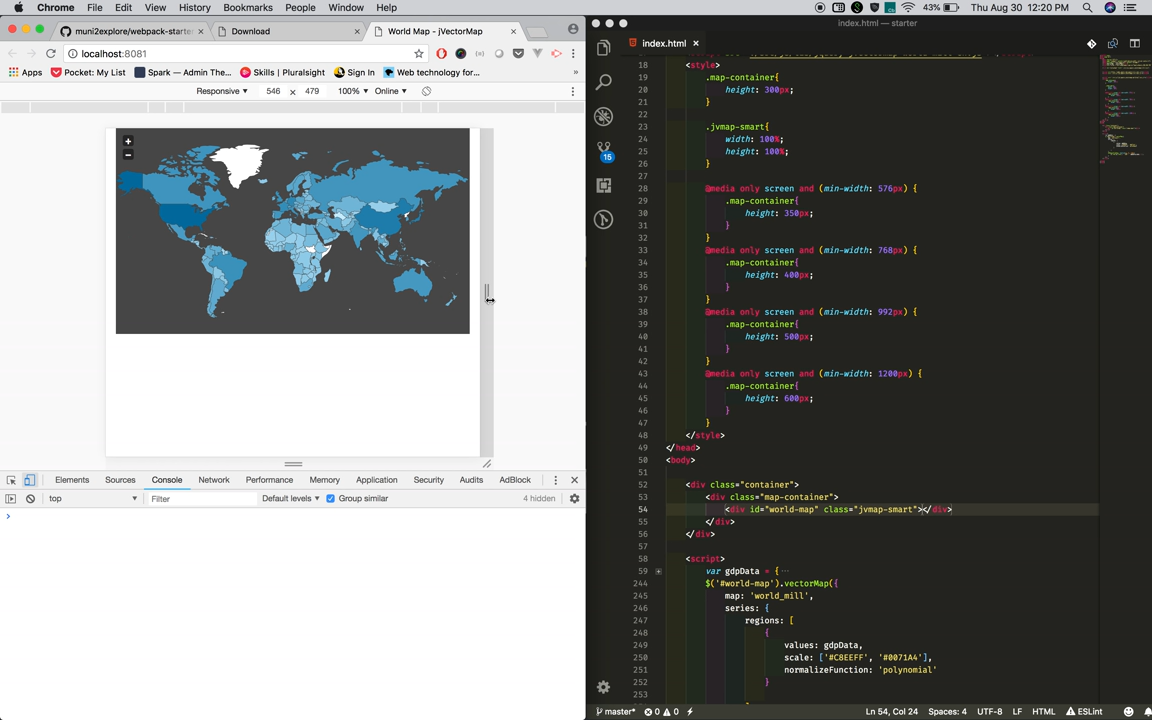 Chrome File Edit View History Bookmarks People Window Help
43% Thu Aug 30 12:20 PM
muni2explore/webpack-starte
Download
World Map - jVectorMap
localhost:8081
Apps Pocket: My List Spark — Admin The... Skills | Pluralsight Sign In Web technology for... »
Responsive ▾ 546 × 479 100% ▾ Online ▾
+
−
Elements Sources Console Network Performance Memory Application Security Audits AdBlock
top Filter Default levels ▾ Group similar 4 hidden
>
index.html — starter
index.html ×
15
18 <style>
19 .map-container{
20 height: 300px;
21 }
22
23 .jvmap-smart{
24 width: 100%;
25 height: 100%;
26 }
27
28 @media only screen and (min-width: 576px) {
29 .map-container{
30 height: 350px;
31 }
32 }
33 @media only screen and (min-width: 768px) {
34 .map-container{
35 height: 400px;
36 }
37 }
38 @media only screen and (min-width: 992px) {
39 .map-container{
40 height: 500px;
41 }
42 }
43 @media only screen and (min-width: 1200px) {
44 .map-container{
45 height: 600px;
46 }
47 }
48 </style>
49 </head>
50 <body>
51
52 <div class="container">
53 <div class="map-container">
54 <div id="world-map" class="jvmap-smart"></div>
55 </div>
56 </div>
57
58 <script>
59 var gdpData = { ⋯
244 $('#world-map').vectorMap({
245 map: 'world_mill',
246 series: {
247 regions: [
248 {
249 values: gdpData,
250 scale: ['#C8EEFF', '#0071A4'],
251 normalizeFunction: 'polynomial'
252 }
253
master* 0 0 Ln 54, Col 24 Spaces: 4 UTF-8 LF HTML ESLint